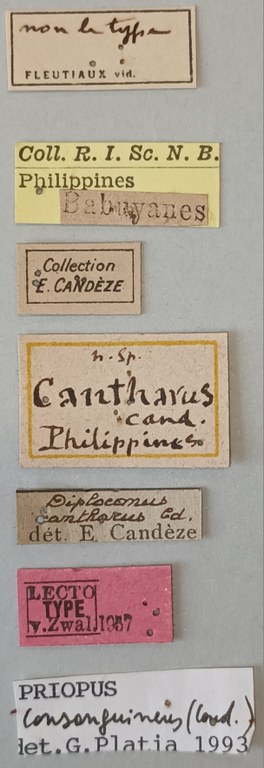 non le type
FLEUTIAUX vid.
Coll. R. I. Sc. N. B.
Philippines
Babuyanes
Collection
E. CANDÈZE
n. sp.
Cantharus
cand.
Philippines
Diploconus
cantharus Cd.
dét. E. Candèze
LECTO
TYPE
v.Zwal.1957
PRIOPUS
consanguineus (Cand.)
det.G.Platia 1993